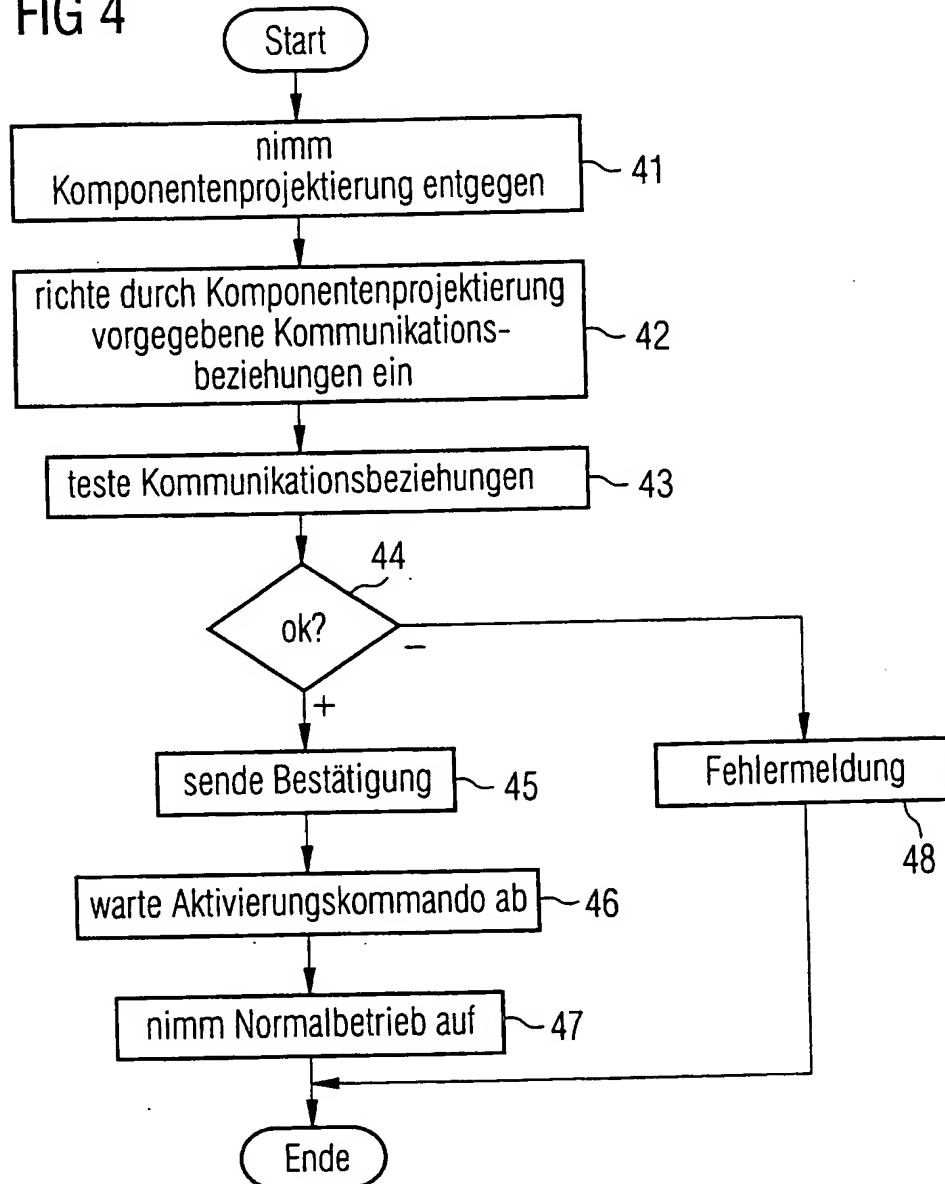 FIG 4
Start
nimm
Komponentenprojektierung entgegen
41
richte durch Komponentenprojektierung
vorgegebene Kommunikations-
beziehungen ein
42
teste Kommunikationsbeziehungen
43
44
ok?
–
+
sende Bestätigung
45
Fehlermeldung
48
warte Aktivierungskommando ab
46
nimm Normalbetrieb auf
47
Ende